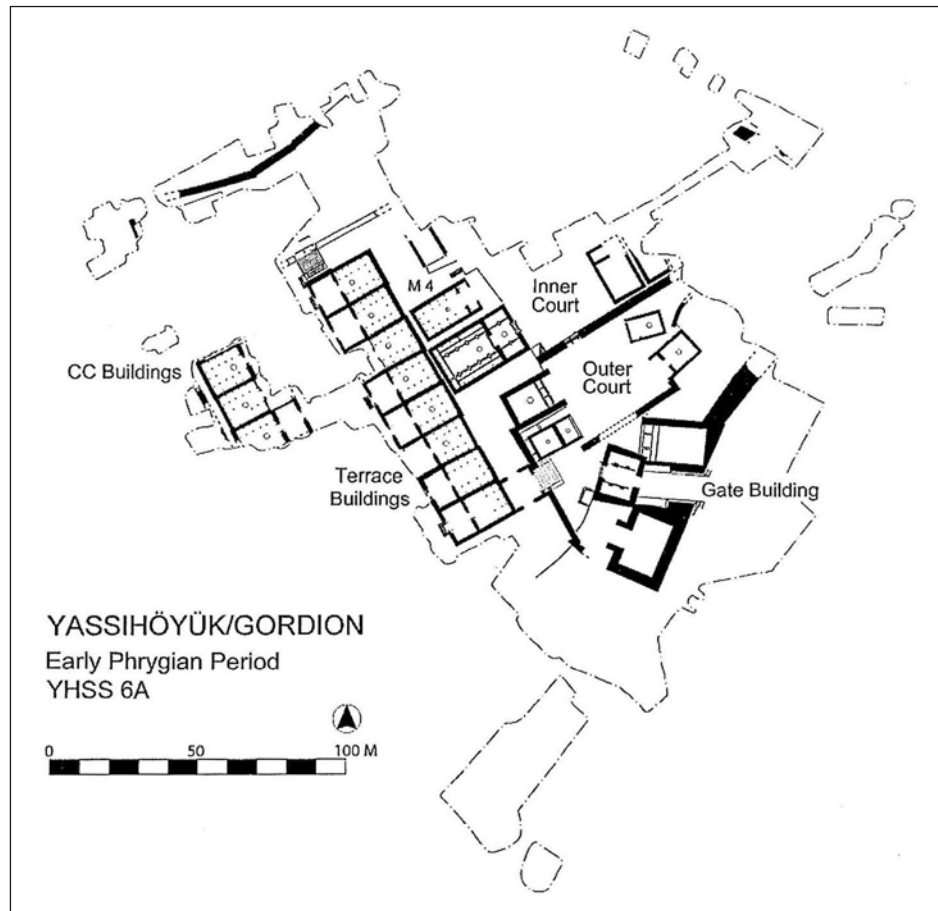 M 4
Inner
Court
CC Buildings
Outer
Court
Terrace
Buildings
Gate Building
YASSIHÖYÜK/GORDION
Early Phrygian Period
YHSS 6A
0 50 100 M